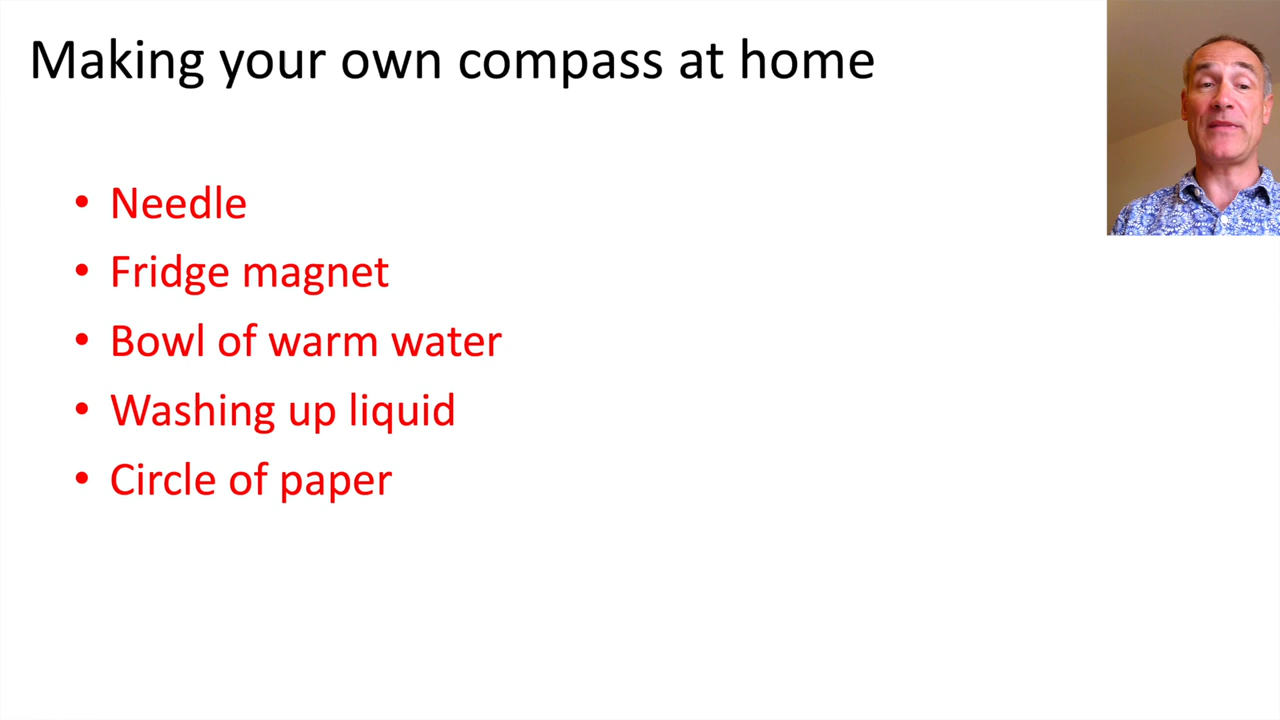 Making your own compass at home
• Needle
• Fridge magnet
• Bowl of warm water
• Washing up liquid
• Circle of paper